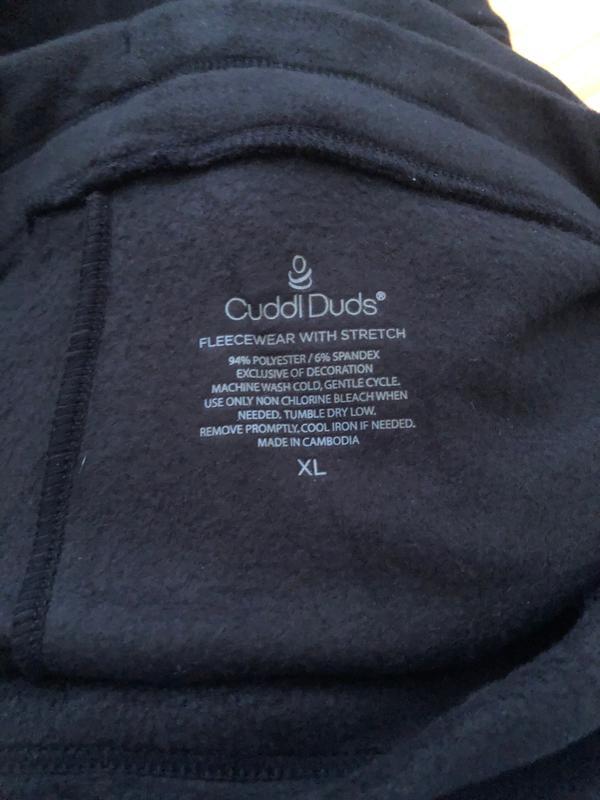 Cuddl Duds®
FLEECEWEAR WITH STRETCH
94% POLYESTER / 6% SPANDEX
EXCLUSIVE OF DECORATION
MACHINE WASH COLD, GENTLE CYCLE.
USE ONLY NON CHLORINE BLEACH WHEN
NEEDED. TUMBLE DRY LOW.
REMOVE PROMPTLY. COOL IRON IF NEEDED.
MADE IN CAMBODIA
XL